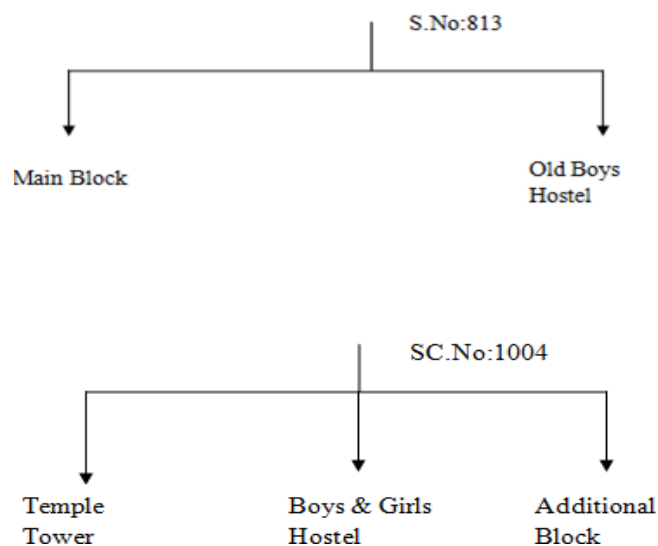 S.No:813
Main Block
Old Boys
Hostel
SC.No:1004
Temple
Tower
Boys & Girls
Hostel
Additional
Block